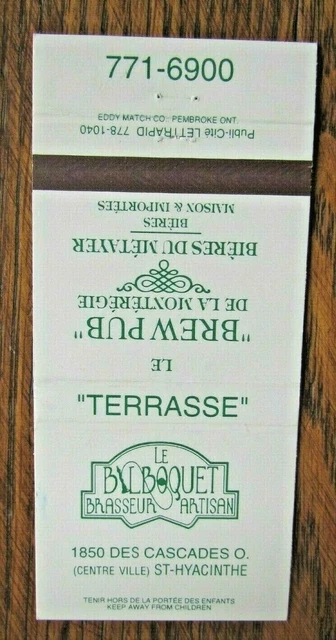 771-6900
EDDY MATCH CO. PEMBROKE ONT.
Publi-Cité LETTRAPID 778-1040
LE
"BREW PUB"
DE LA MONTÉRÉGIE
BIÈRES DU MÉTAYER
BIÈRES
MAISON & IMPORTÉES
"TERRASSE"
LE
BILBOQUET
BRASSEUR ARTISAN
1850 DES CASCADES O.
(CENTRE VILLE) ST-HYACINTHE
TENIR HORS DE LA PORTÉE DES ENFANTS
KEEP AWAY FROM CHILDREN